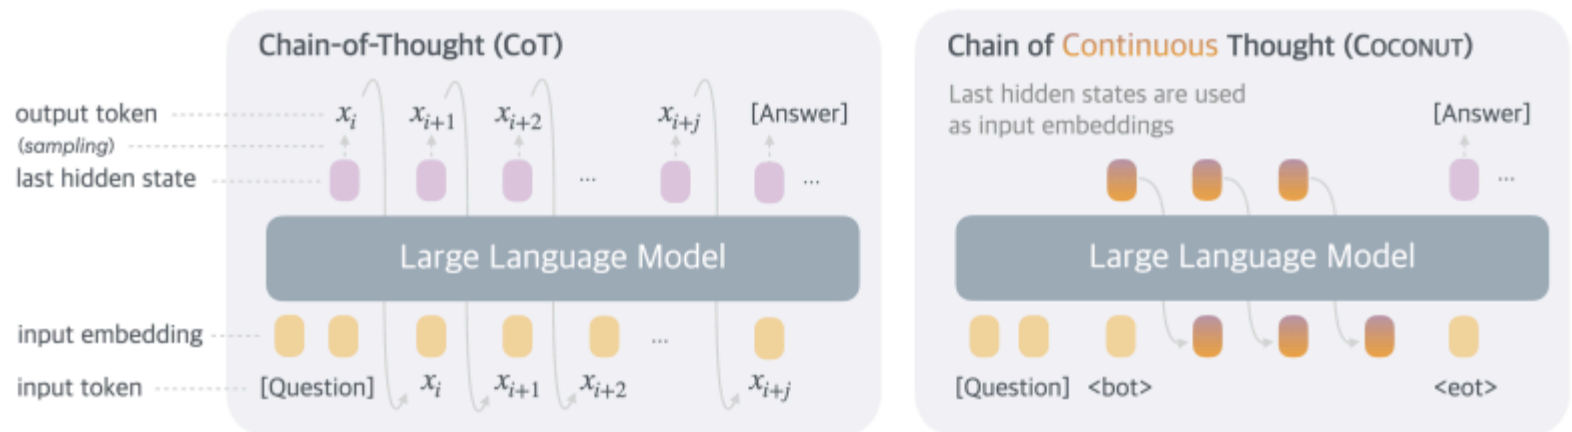 Chain-of-Thought (CoT)
output token
(sampling)
last hidden state
x_i x_{i+1} x_{i+2} x_{i+j} [Answer]
... ...
Large Language Model
input embedding
...
input token
[Question] x_i x_{i+1} x_{i+2} x_{i+j}
Chain of Continuous Thought (COCONUT)
Last hidden states are used
as input embeddings
[Answer]
...
Large Language Model
[Question] <bot> <eot>